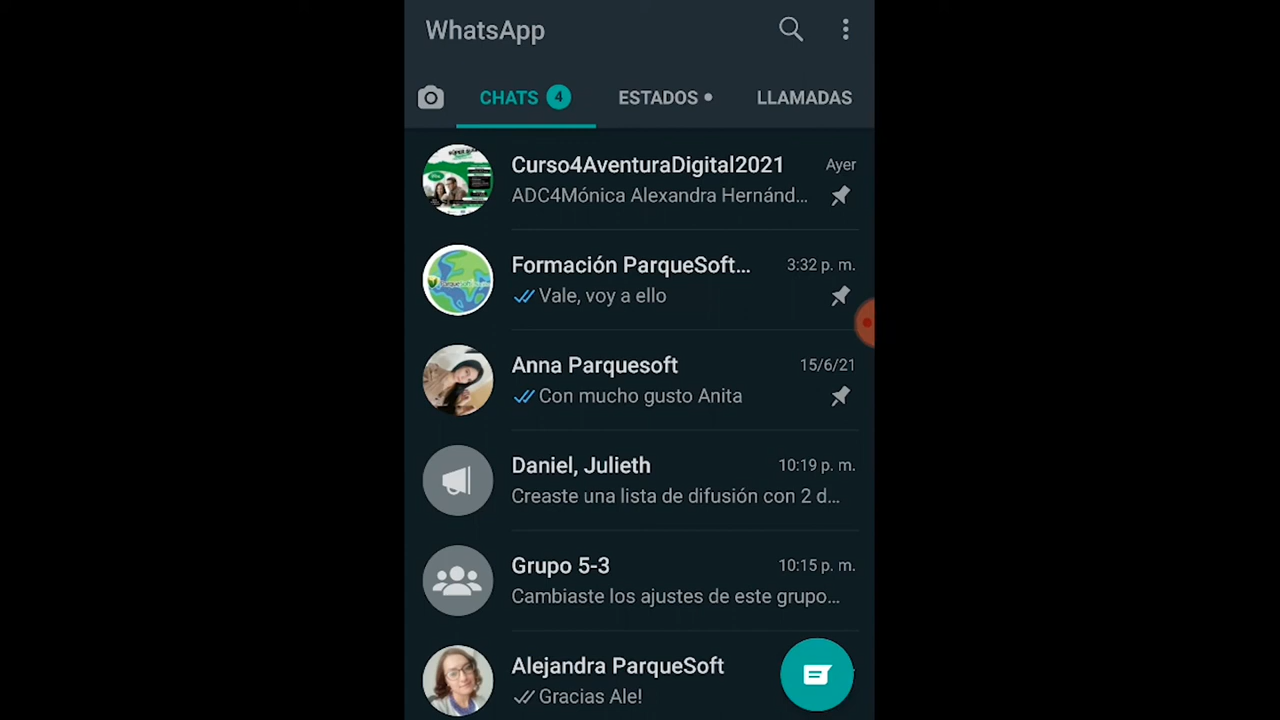 WhatsApp
CHATS 4 ESTADOS LLAMADAS
Curso4AventuraDigital2021 Ayer
ADC4Mónica Alexandra Hernánd...
Formación ParqueSoft... 3:32 p. m.
Vale, voy a ello
Anna Parquesoft 15/6/21
Con mucho gusto Anita
Daniel, Julieth 10:19 p. m.
Creaste una lista de difusión con 2 d...
Grupo 5-3 10:15 p. m.
Cambiaste los ajustes de este grupo...
Alejandra ParqueSoft
Gracias Ale!